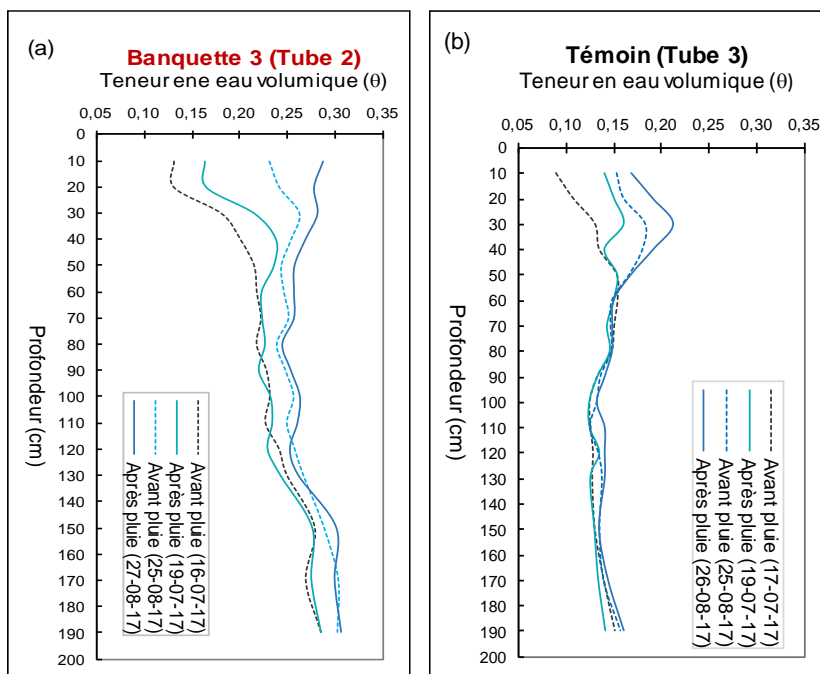 (a)
Banquette 3 (Tube 2)
Teneur ene eau volumique (θ)
0,05 0,10 0,15 0,20 0,25 0,30 0,35
0
10
20
30
40
50
60
70
80
90
100
110
120
130
140
150
160
170
180
190
200
Profondeur (cm)
Avant pluie (16-07-17)
Après pluie (19-07-17)
Avant pluie (25-08-17)
Après pluie (27-08-17)
(b)
Témoin (Tube 3)
Teneur en eau volumique (θ)
0,05 0,10 0,15 0,20 0,25 0,30 0,35
0
10
20
30
40
50
60
70
80
90
100
110
120
130
140
150
160
170
180
190
200
Profondeur (cm)
Avant pluie (17-07-17)
Après pluie (19-07-17)
Avant pluie (25-08-17)
Après pluie (26-08-17)